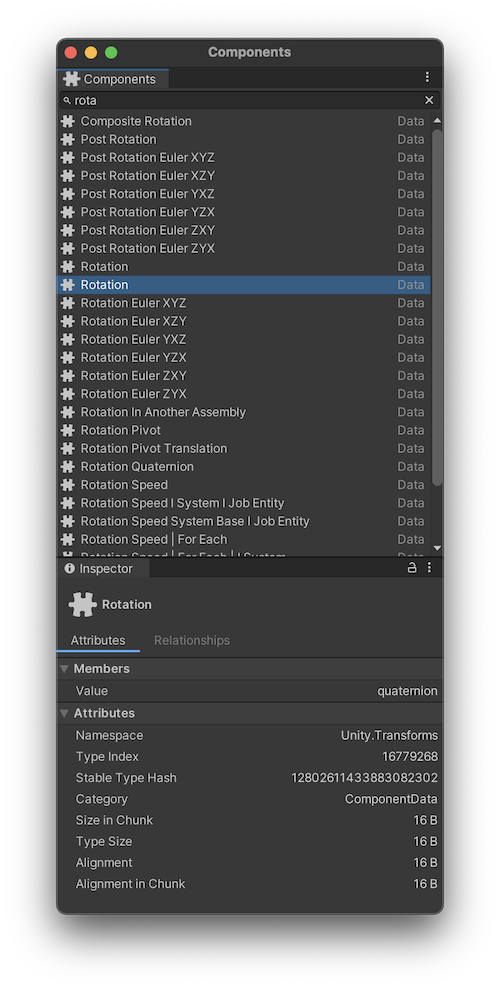 Components
Components
rota
Composite Rotation Data
Post Rotation Data
Post Rotation Euler XYZ Data
Post Rotation Euler XZY Data
Post Rotation Euler YXZ Data
Post Rotation Euler YZX Data
Post Rotation Euler ZXY Data
Post Rotation Euler ZYX Data
Rotation Data
Rotation Data
Rotation Euler XYZ Data
Rotation Euler XZY Data
Rotation Euler YXZ Data
Rotation Euler YZX Data
Rotation Euler ZXY Data
Rotation Euler ZYX Data
Rotation In Another Assembly Data
Rotation Pivot Data
Rotation Pivot Translation Data
Rotation Quaternion Data
Rotation Speed Data
Rotation Speed I System I Job Entity Data
Rotation Speed System Base I Job Entity Data
Rotation Speed | For Each Data
Rotation Speed | For Each | I System Data
Inspector
Rotation
Attributes Relationships
Members
Value quaternion
Attributes
Namespace Unity.Transforms
Type Index 16779268
Stable Type Hash 12802611433883082302
Category ComponentData
Size in Chunk 16 B
Type Size 16 B
Alignment 16 B
Alignment in Chunk 16 B